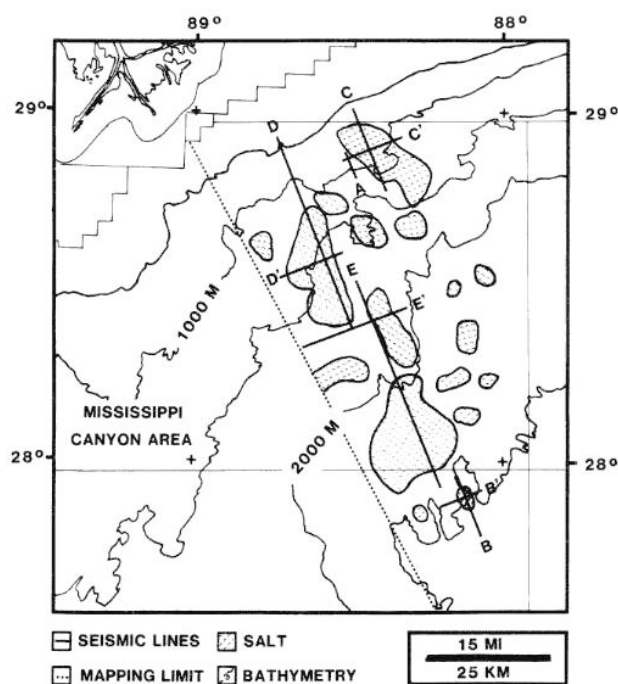 89° 88°
29° 29°
C
D
C'
A
D'
E
E'
1000 M
MISSISSIPPI
CANYON AREA
2000 M
28° 28°
B'
B
SEISMIC LINES SALT
MAPPING LIMIT BATHYMETRY
15 MI
25 KM